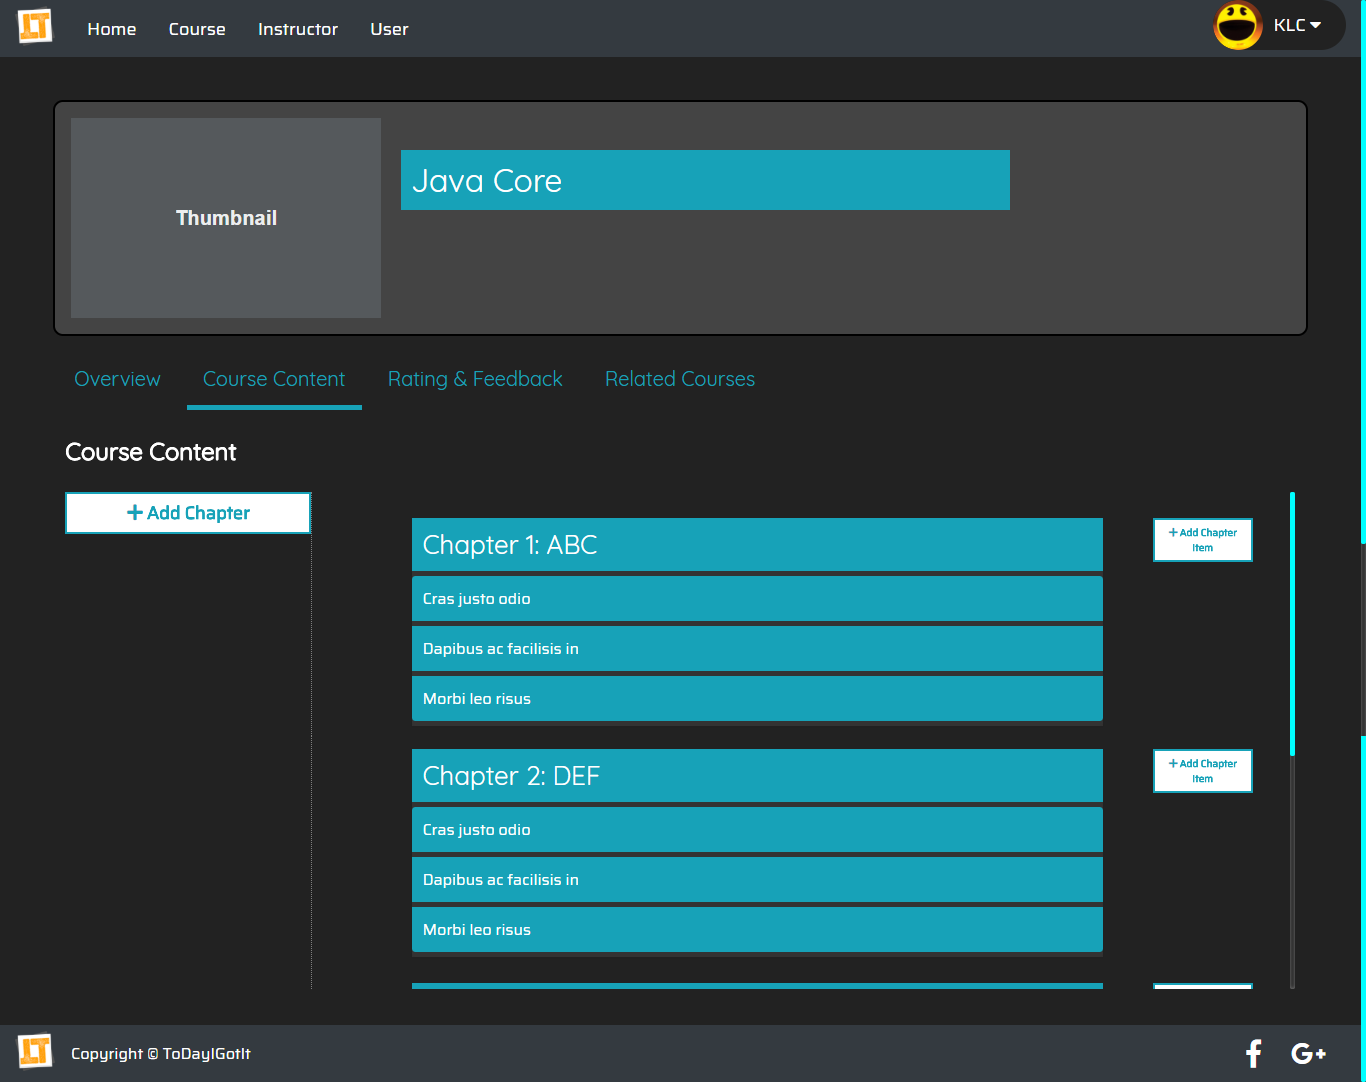 LT
Home Course Instructor User
KLC
Thumbnail
Java Core
Overview Course Content Rating & Feedback Related Courses
Course Content
Add Chapter
Chapter 1: ABC
Add Chapter
Item
Cras justo odio
Dapibus ac facilisis in
Morbi leo risus
Chapter 2: DEF
Add Chapter
Item
Cras justo odio
Dapibus ac facilisis in
Morbi leo risus
LT
Copyright © ToDayIGotIt
f G+